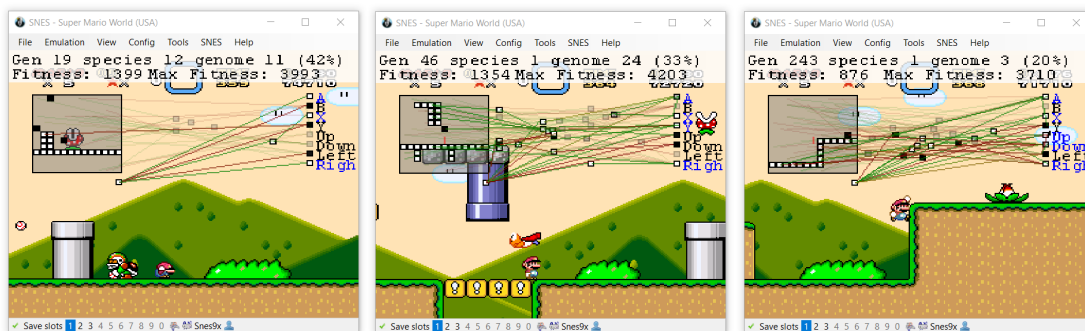 SNES - Super Mario World (USA)
File Emulation View Config Tools SNES Help
Gen 19 species 12 genome 11 (42%)
Fitness: 1399 Max Fitness: 3993
A
B
X
Y
Up
Down
Left
Righ
Save slots 1 2 3 4 5 6 7 8 9 0 Snes9x
SNES - Super Mario World (USA)
File Emulation View Config Tools SNES Help
Gen 46 species 1 genome 24 (33%)
Fitness: 1354 Max Fitness: 4203
A
B
X
Y
Up
Down
Left
Righ
Save slots 1 2 3 4 5 6 7 8 9 0 Snes9x
SNES - Super Mario World (USA)
File Emulation View Config Tools SNES Help
Gen 243 species 1 genome 3 (20%)
Fitness: 876 Max Fitness: 3710
A
B
X
Y
Up
Down
Left
Righ
Save slots 1 2 3 4 5 6 7 8 9 0 Snes9x